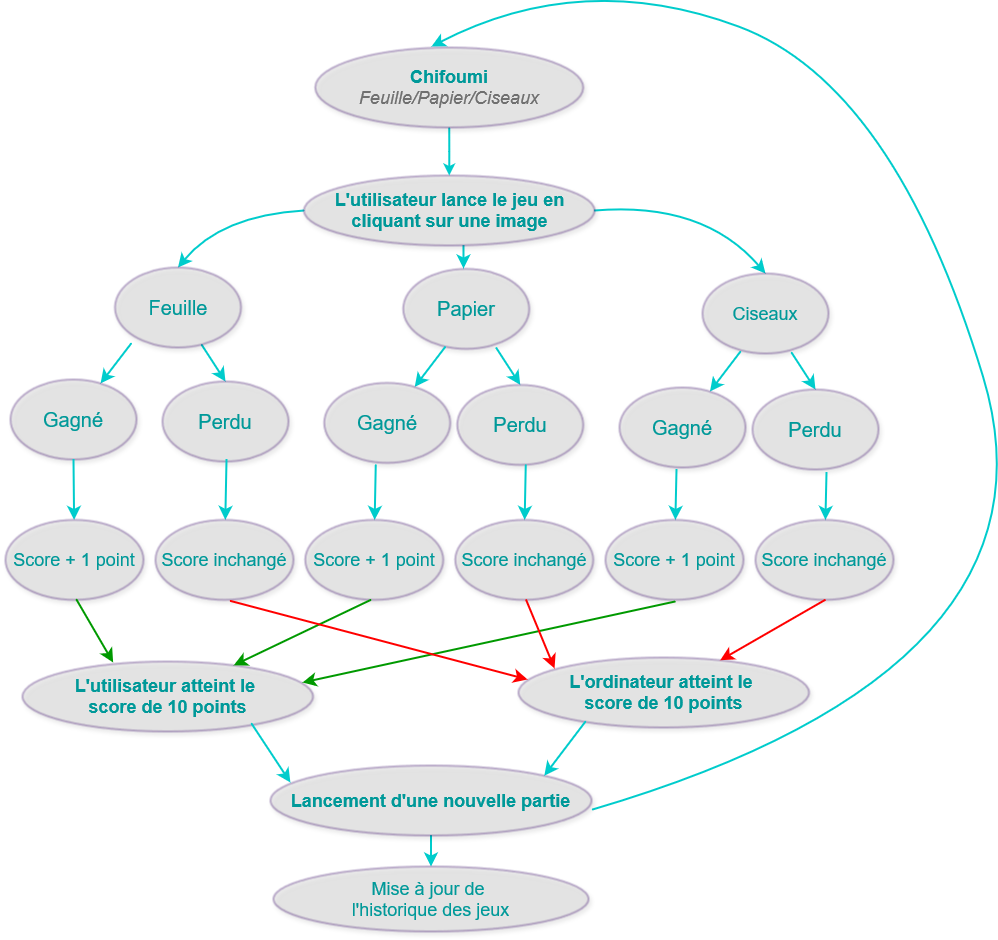 Chifoumi
Feuille/Papier/Ciseaux
L'utilisateur lance le jeu en
cliquant sur une image
Feuille
Papier
Ciseaux
Gagné
Perdu
Gagné
Perdu
Gagné
Perdu
Score + 1 point
Score inchangé
Score + 1 point
Score inchangé
Score + 1 point
Score inchangé
L'utilisateur atteint le
score de 10 points
L'ordinateur atteint le
score de 10 points
Lancement d'une nouvelle partie
Mise à jour de
l'historique des jeux